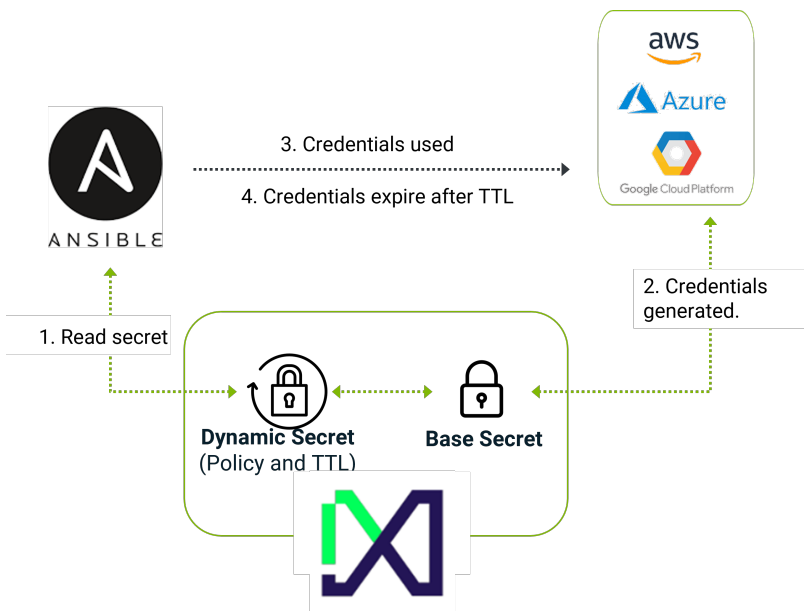 aws
Azure
Google Cloud Platform
3. Credentials used
4. Credentials expire after TTL
ANSIBLE
2. Credentials
generated.
1. Read secret
Dynamic Secret
(Policy and TTL)
Base Secret